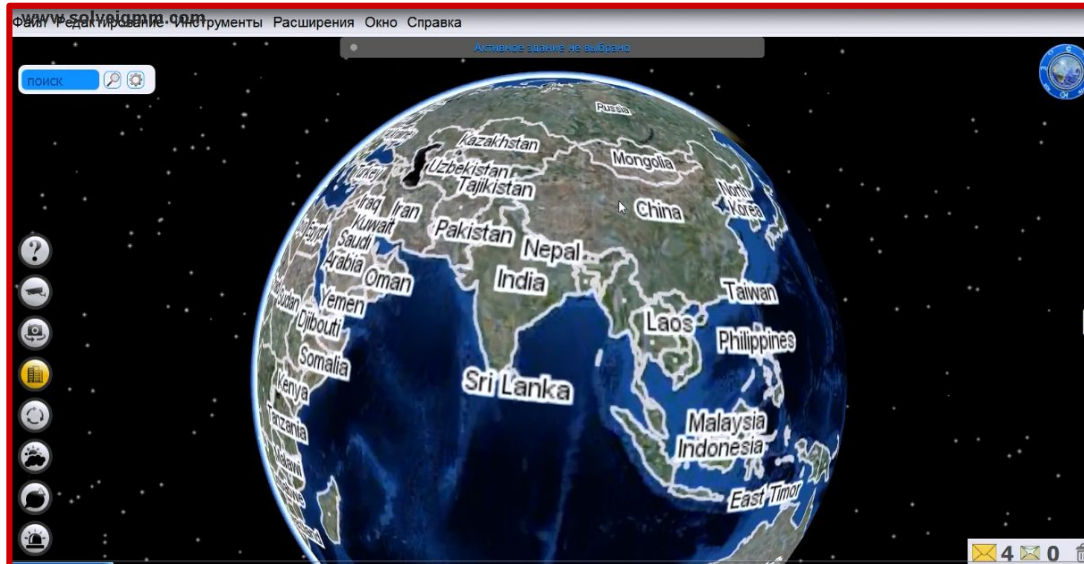 www.solveigmm.com
Файл Редактирование Инструменты Расширения Окно Справка
Активное здание не выбрано
поиск
Russia
Kazakhstan
Mongolia
Uzbekistan
Tajikistan
Turkey
North
Korea
China
Iraq
Iran
Kuwait
Pakistan
Nepal
Saudi
Arabia
Oman
India
Taiwan
Yemen
Laos
Djibouti
Philippines
Somalia
Sri Lanka
Kenya
Malaysia
Tanzania
Indonesia
Malawi
East Timor
4 0